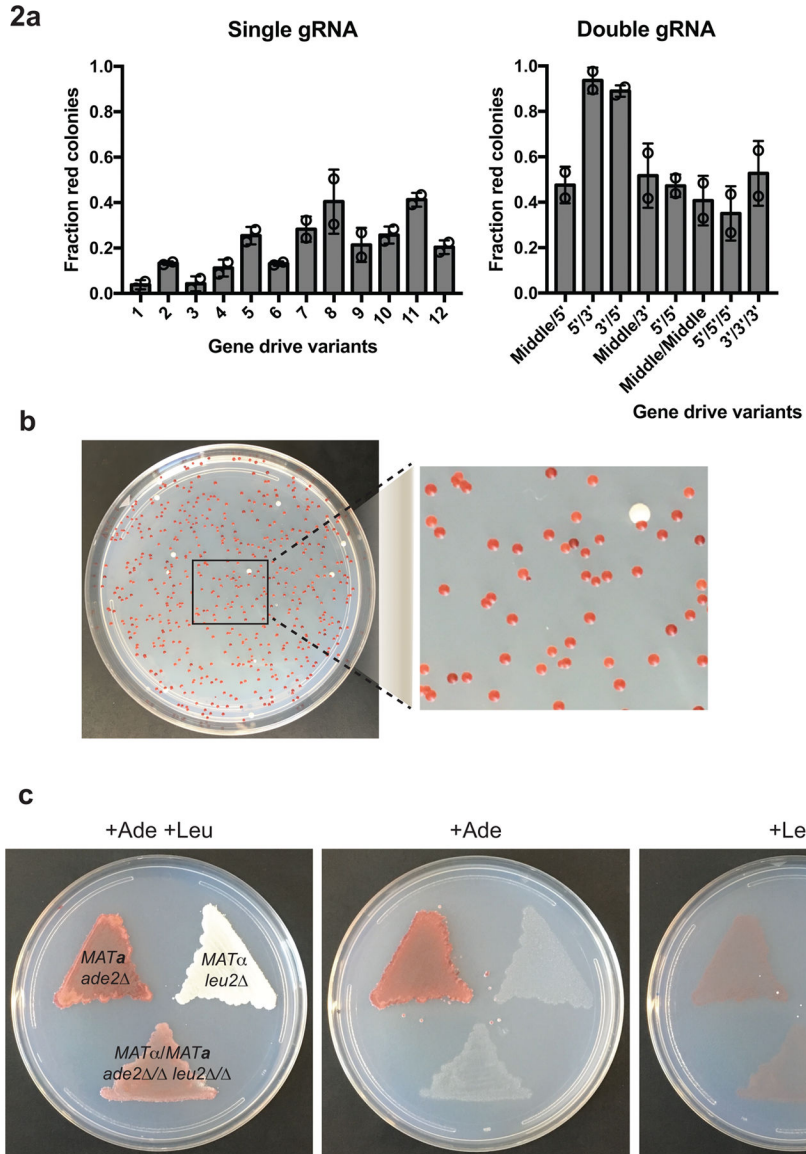 2a
Single gRNA
Double gRNA
Fraction red colonies
1.0
0.8
0.6
0.4
0.2
0.0
1
2
3
4
5
6
7
8
9
10
11
12
Gene drive variants
Fraction red colonies
1.0
0.8
0.6
0.4
0.2
0.0
Middle/5'
5'/3'
3'/5'
Middle/3'
5'/5'
Middle/Middle
5'/5'/5'
3'/3'/3'
Gene drive variants
b
c
+Ade +Leu
+Ade
+Le
MATa
ade2Δ
MATα
leu2Δ
MATα/MATa
ade2Δ/Δ leu2Δ/Δ